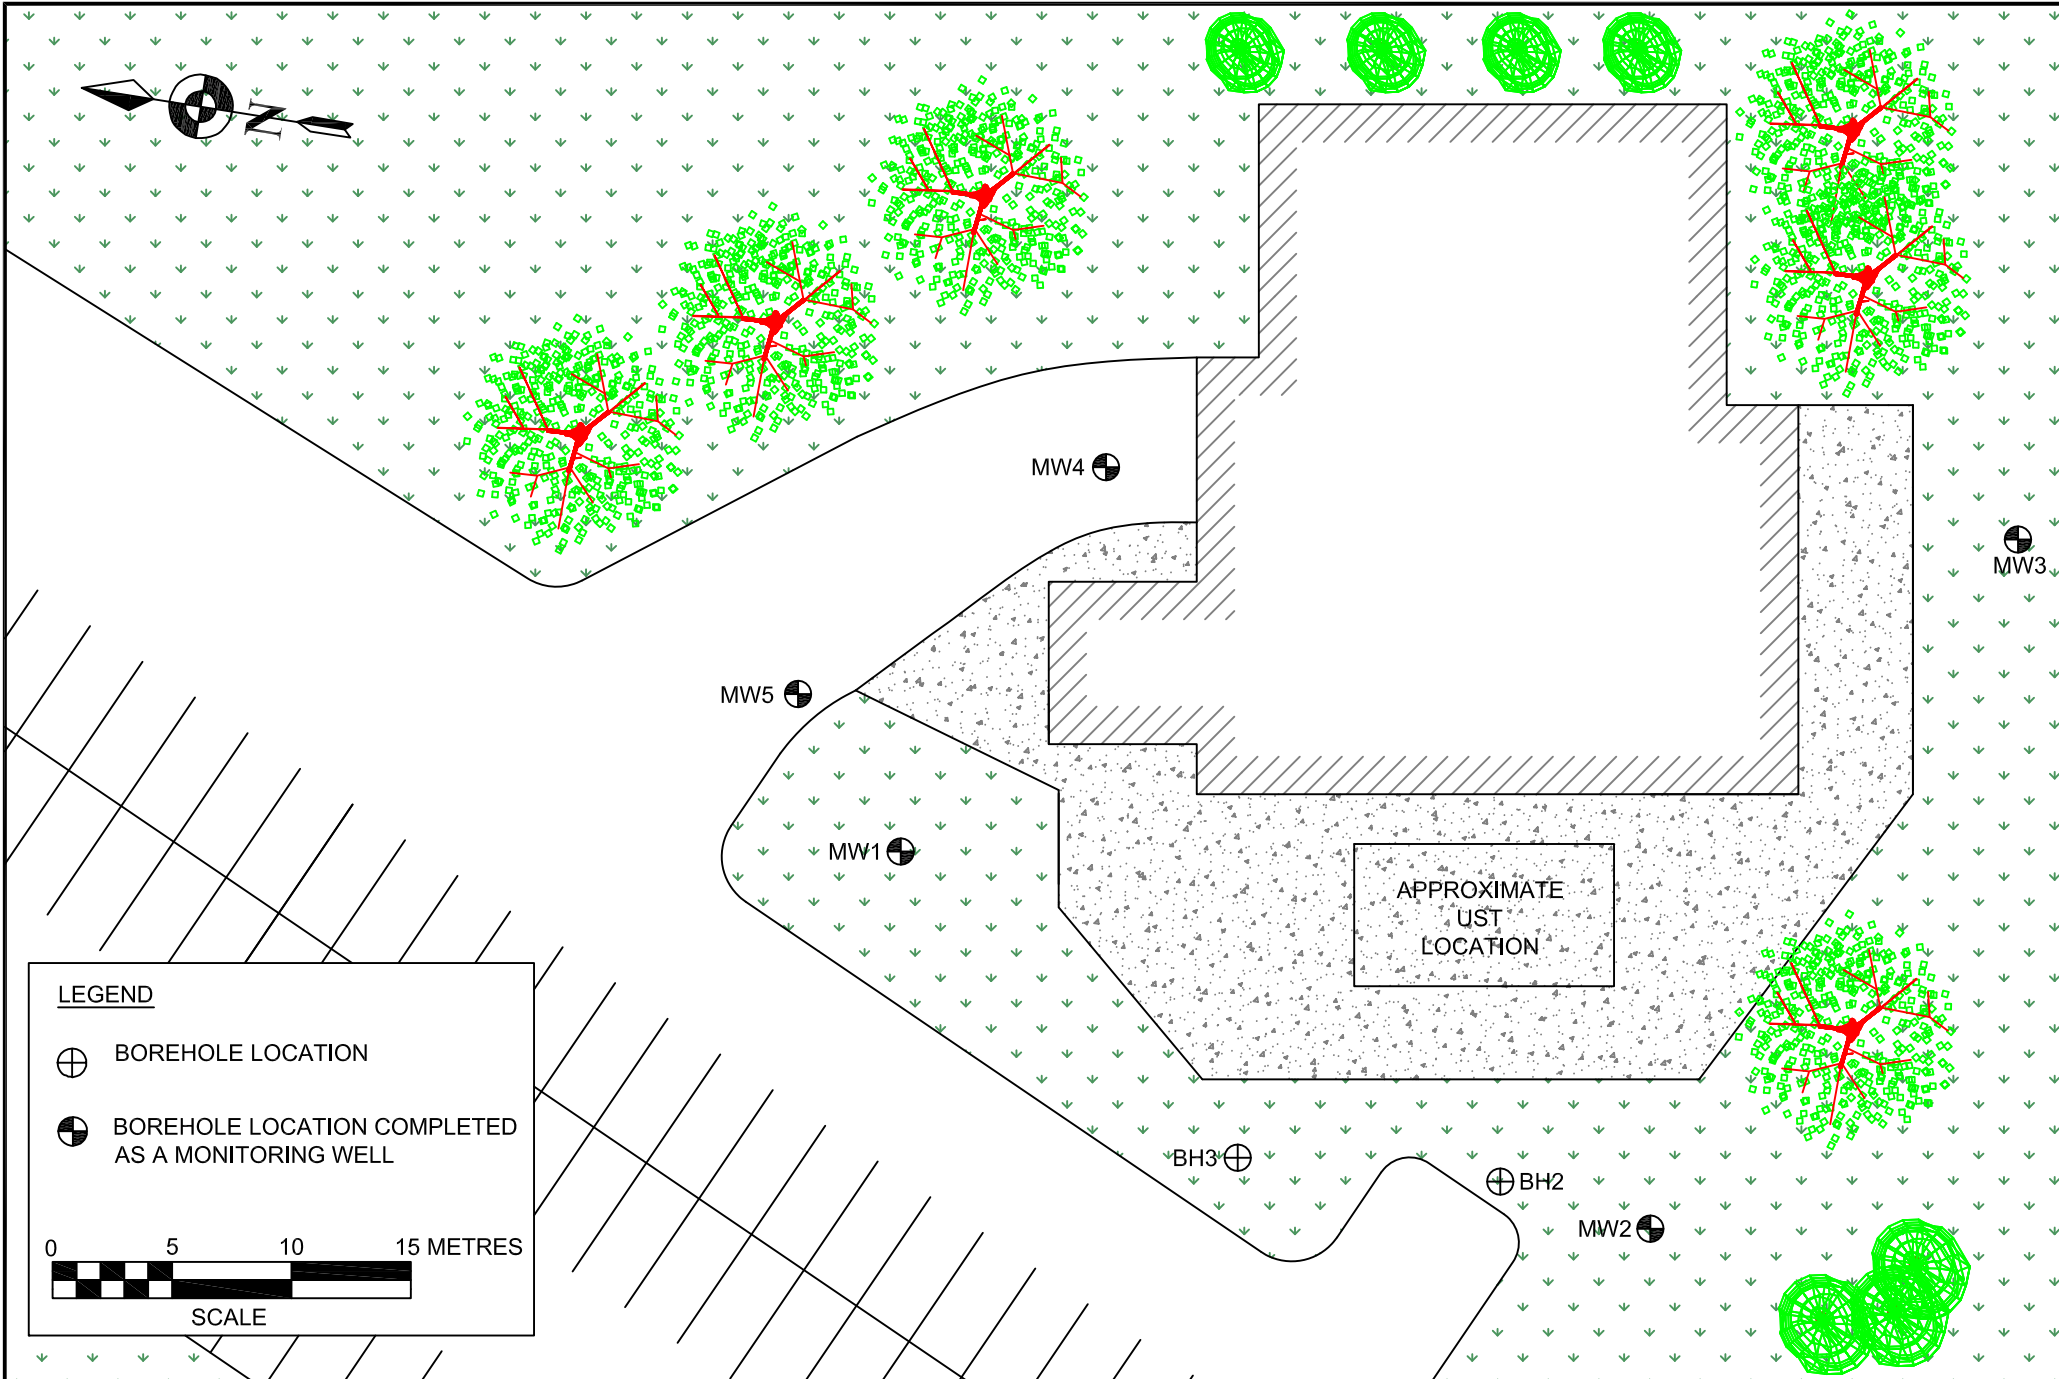 N
MW4
MW3
MW5
MW1
APPROXIMATE
UST
LOCATION
LEGEND
BOREHOLE LOCATION
BOREHOLE LOCATION COMPLETED
AS A MONITORING WELL
BH3
BH2
MW2
0 5 10 15 METRES
SCALE